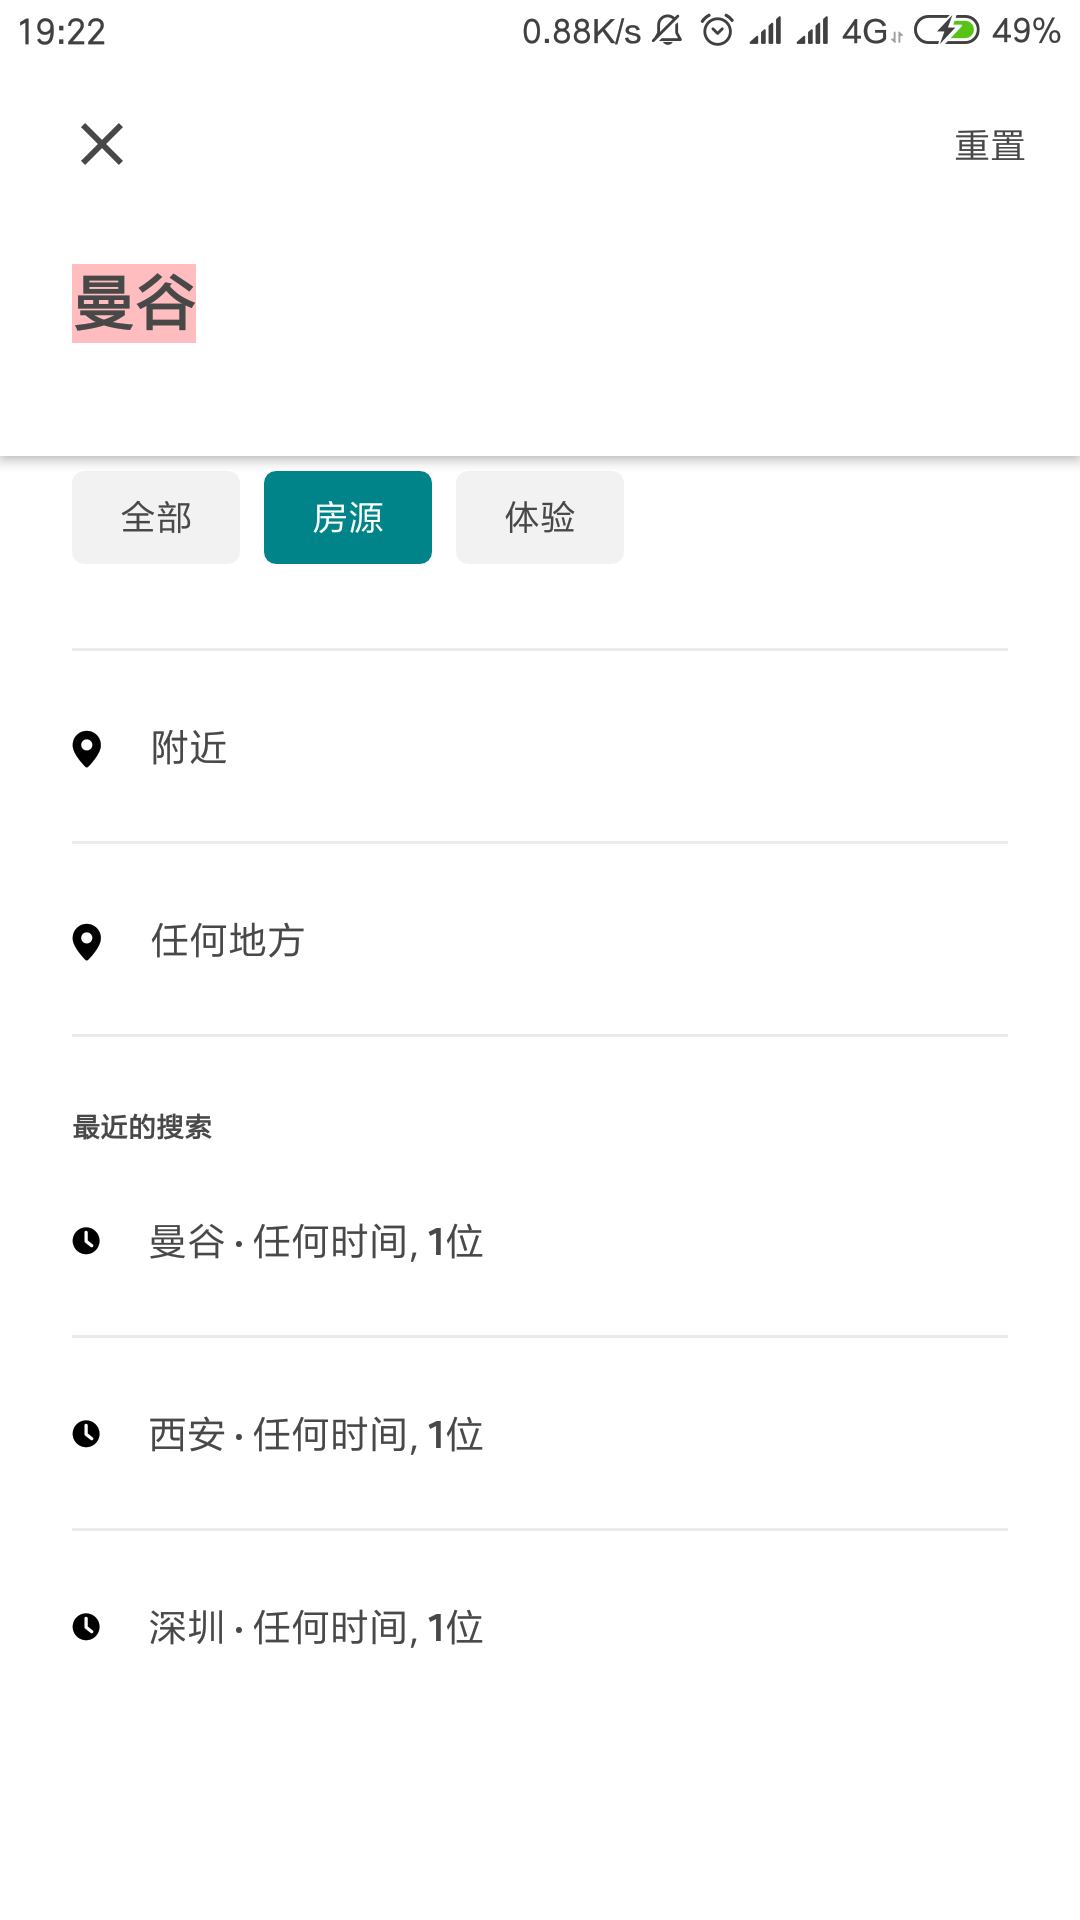 19:22 0.88K/s 4G 49%
重置
曼谷
全部 房源 体验
附近
任何地方
最近的搜索
曼谷 · 任何时间, 1位
西安 · 任何时间, 1位
深圳 · 任何时间, 1位